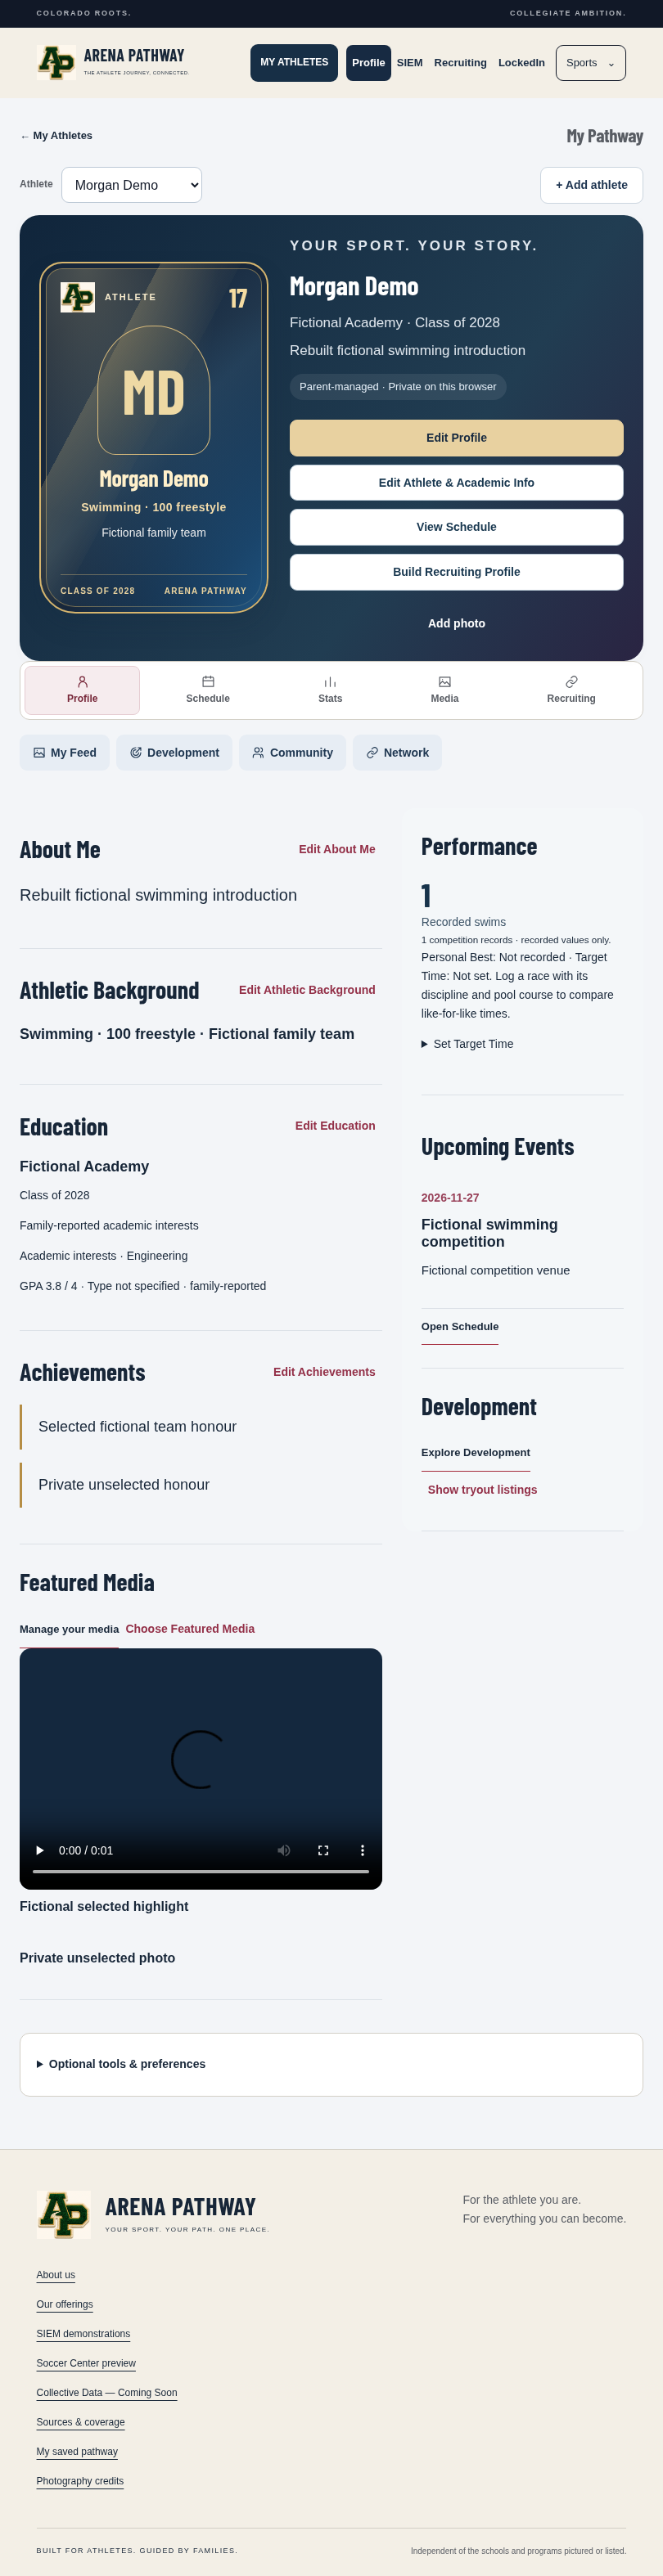 COLORADO ROOTS.
COLLEGIATE AMBITION.
AP
ARENA PATHWAY
THE ATHLETE JOURNEY, CONNECTED.
MY ATHLETES
Profile
SIEM
Recruiting
LockedIn
Sports
← My Athletes
My Pathway
Athlete
Morgan Demo
+ Add athlete
AP
ATHLETE
17
MD
Morgan Demo
Swimming · 100 freestyle
Fictional family team
CLASS OF 2028
ARENA PATHWAY
YOUR SPORT. YOUR STORY.
Morgan Demo
Fictional Academy · Class of 2028
Rebuilt fictional swimming introduction
Parent-managed · Private on this browser
Edit Profile
Edit Athlete & Academic Info
View Schedule
Build Recruiting Profile
Add photo
Profile
Schedule
Stats
Media
Recruiting
My Feed
Development
Community
Network
About Me
Edit About Me
Rebuilt fictional swimming introduction
Athletic Background
Edit Athletic Background
Swimming · 100 freestyle · Fictional family team
Education
Edit Education
Fictional Academy
Class of 2028
Family-reported academic interests
Academic interests · Engineering
GPA 3.8 / 4 · Type not specified · family-reported
Achievements
Edit Achievements
Selected fictional team honour
Private unselected honour
Featured Media
Manage your media
Choose Featured Media
0:00 / 0:01
Fictional selected highlight
Private unselected photo
Performance
1
Recorded swims
1 competition records · recorded values only.
Personal Best: Not recorded · Target
Time: Not set. Log a race with its
discipline and pool course to compare
like-for-like times.
Set Target Time
Upcoming Events
2026-11-27
Fictional swimming
competition
Fictional competition venue
Open Schedule
Development
Explore Development
Show tryout listings
Optional tools & preferences
AP
ARENA PATHWAY
YOUR SPORT. YOUR PATH. ONE PLACE.
For the athlete you are.
For everything you can become.
About us
Our offerings
SIEM demonstrations
Soccer Center preview
Collective Data — Coming Soon
Sources & coverage
My saved pathway
Photography credits
BUILT FOR ATHLETES. GUIDED BY FAMILIES.
Independent of the schools and programs pictured or listed.